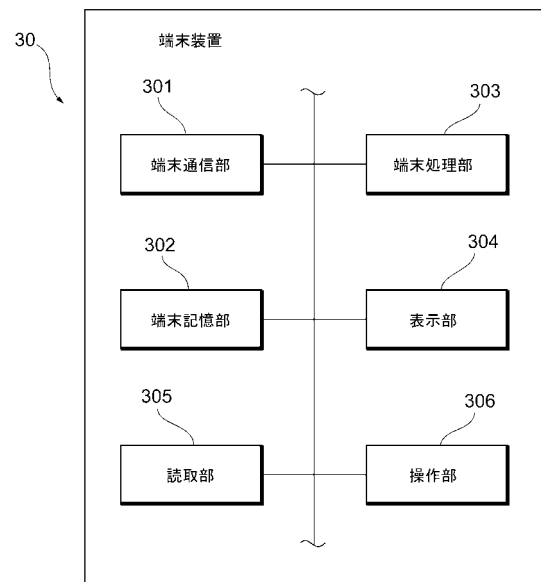 30
端末装置
301
303
端末通信部
端末処理部
302
304
端末記憶部
表示部
305
306
読取部
操作部